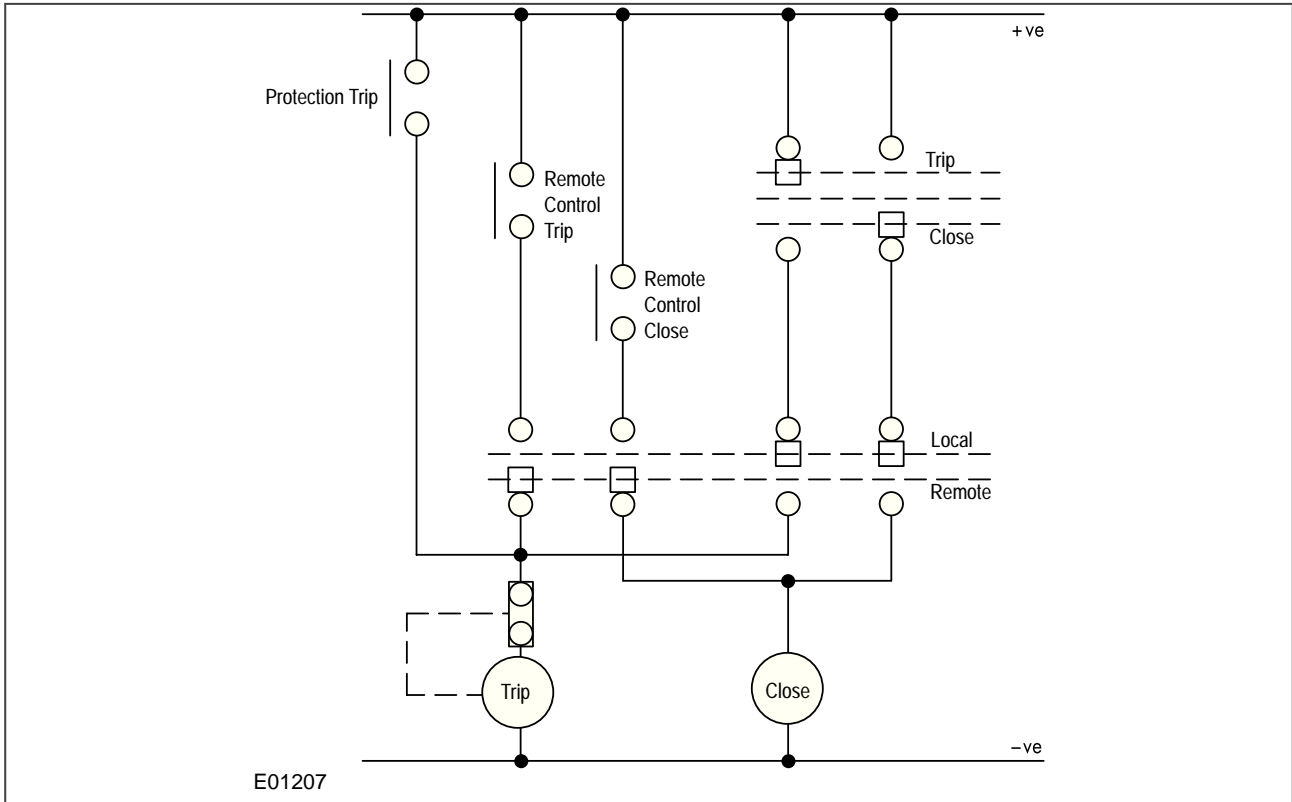 +ve
Protection Trip
Remote
Control
Trip
Trip
Close
Remote
Control
Close
Local
Remote
Trip
Close
−ve
E01207